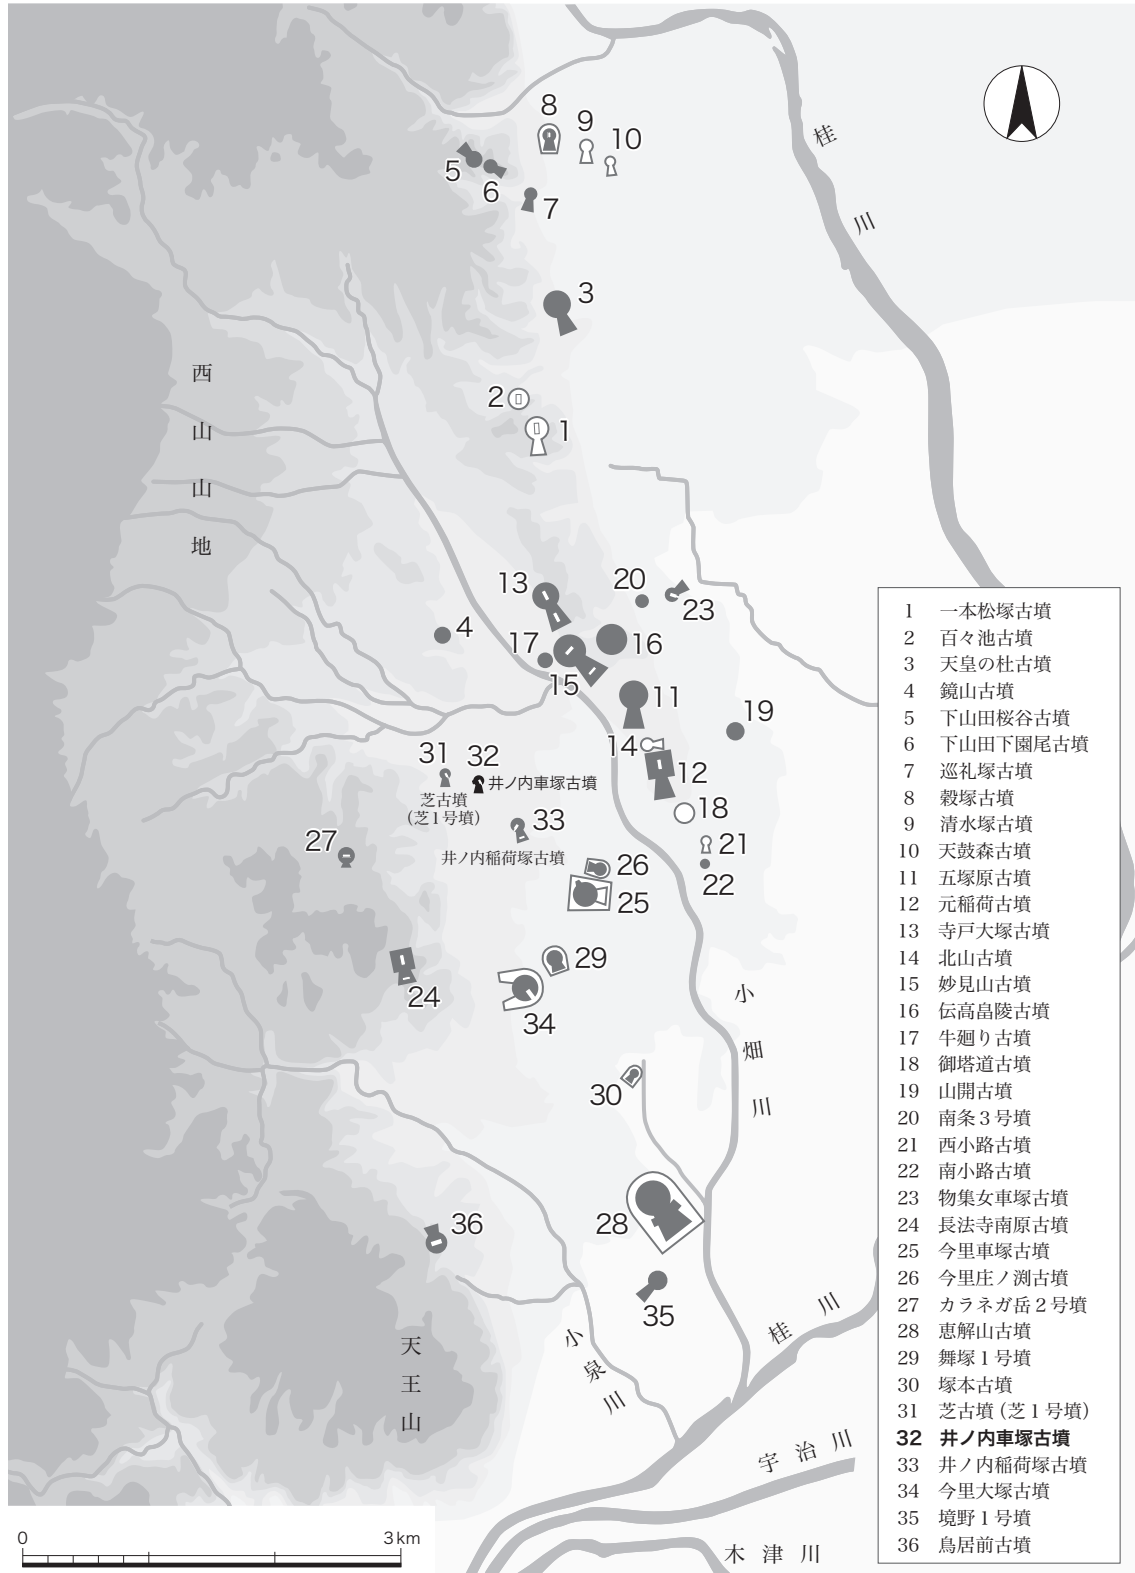 桂川
西山山地
1
2
3
4
5
6
7
8
9
10
11
12
13
14
15
16
17
18
19
20
21
22
23
24
25
26
27
28
29
30
31
芝古墳
(芝1号墳)
32
井ノ内車塚古墳
33
井ノ内稲荷塚古墳
34
35
36
小畑川
天王山
小泉川
桂川
宇治川
木津川
0 3km
1 一本松塚古墳
2 百々池古墳
3 天皇の杜古墳
4 鏡山古墳
5 下山田桜谷古墳
6 下山田下園尾古墳
7 巡礼塚古墳
8 穀塚古墳
9 清水塚古墳
10 天鼓森古墳
11 五塚原古墳
12 元稲荷古墳
13 寺戸大塚古墳
14 北山古墳
15 妙見山古墳
16 伝高畠陵古墳
17 牛廻り古墳
18 御塔道古墳
19 山開古墳
20 南条3号墳
21 西小路古墳
22 南小路古墳
23 物集女車塚古墳
24 長法寺南原古墳
25 今里車塚古墳
26 今里庄ノ渕古墳
27 カラネガ岳2号墳
28 恵解山古墳
29 舞塚1号墳
30 塚本古墳
31 芝古墳(芝1号墳)
32 井ノ内車塚古墳
33 井ノ内稲荷塚古墳
34 今里大塚古墳
35 境野1号墳
36 鳥居前古墳